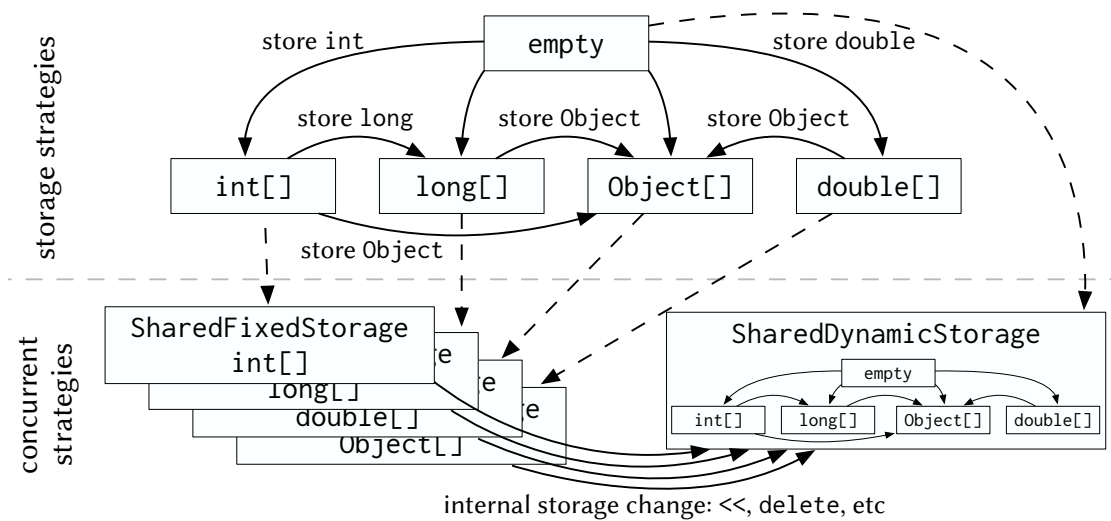 storage strategies
empty
store int
store double
store long
store Object
store Object
int[]
long[]
Object[]
double[]
store Object
concurrent
strategies
SharedFixedStorage
int[]
long[]
double[]
Object[]
SharedDynamicStorage
empty
int[]
long[]
Object[]
double[]
internal storage change: <<, delete, etc